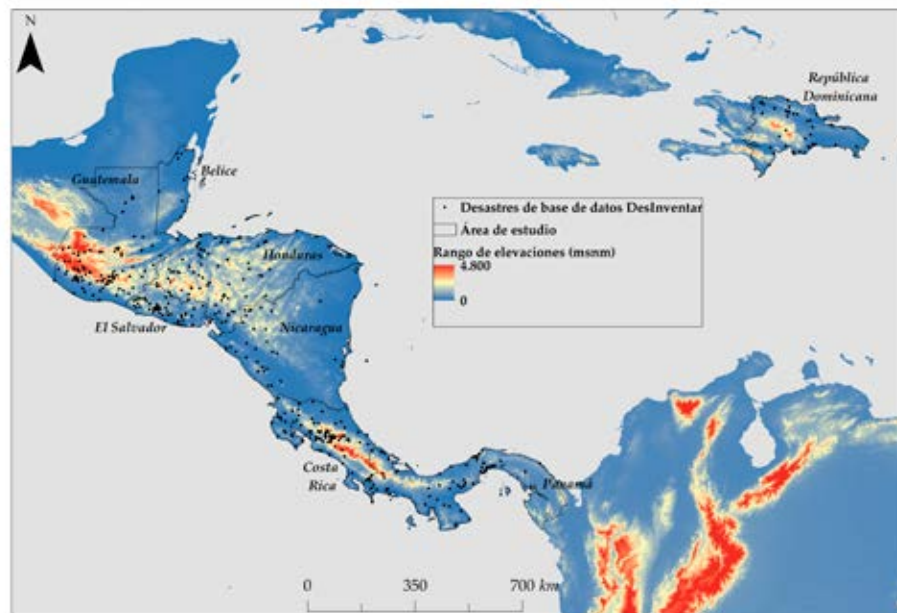 N
República
Dominicana
Guatemala
Belice
Desastres de base de datos DesInventar
Área de estudio
Rango de elevaciones (msnm)
4.800
0
Honduras
El Salvador
Nicaragua
Costa
Rica
Panamá
0 350 700 km